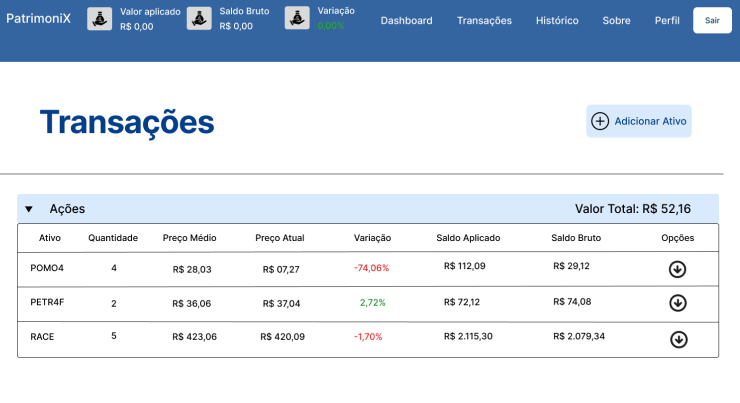 PatrimoniX
Valor aplicado
R$ 0,00
Saldo Bruto
R$ 0,00
Variação
0,00%
Dashboard Transações Histórico Sobre Perfil Sair
Transações
Adicionar Ativo
Ações Valor Total: R$ 52,16
Ativo Quantidade Preço Médio Preço Atual Variação Saldo Aplicado Saldo Bruto Opções
POMO4 4 R$ 28,03 R$ 07,27 -74,06% R$ 112,09 R$ 29,12
PETR4F 2 R$ 36,06 R$ 37,04 2,72% R$ 72,12 R$ 74,08
RACE 5 R$ 423,06 R$ 420,09 -1,70% R$ 2.115,30 R$ 2.079,34